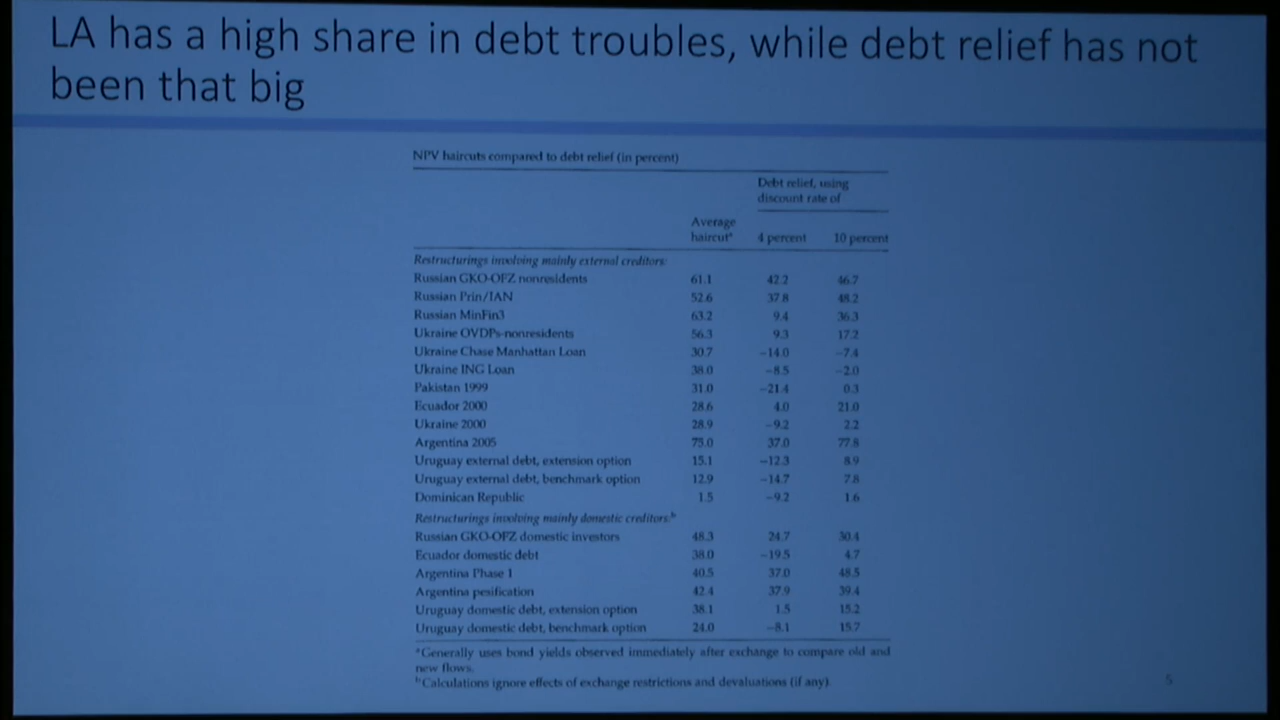 LA has a high share in debt troubles, while debt relief has not
been that big
NPV haircuts compared to debt relief (in percent)
Debt relief, using
discount rate of
Average
haircutᵃ 4 percent 10 percent
Restructurings involving mainly external creditors:
Russian GKO-OFZ nonresidents 61.1 42.2 46.7
Russian Prin/IAN 52.6 37.8 48.2
Russian MinFin3 63.2 9.4 36.3
Ukraine OVDPs-nonresidents 56.3 9.3 17.2
Ukraine Chase Manhattan Loan 30.7 −14.0 −7.4
Ukraine ING Loan 38.0 −8.5 −2.0
Pakistan 1999 31.0 −21.4 0.3
Ecuador 2000 28.6 4.0 21.0
Ukraine 2000 28.9 −9.2 2.2
Argentina 2005 75.0 37.0 77.8
Uruguay external debt, extension option 15.1 −12.3 8.9
Uruguay external debt, benchmark option 12.9 −14.7 7.8
Dominican Republic 1.5 −9.2 1.6
Restructurings involving mainly domestic creditors:ᵇ
Russian GKO-OFZ domestic investors 48.3 24.7 30.4
Ecuador domestic debt 38.0 −19.5 4.7
Argentina Phase 1 40.5 37.0 48.5
Argentina pesification 42.4 37.9 39.4
Uruguay domestic debt, extension option 38.1 1.5 15.2
Uruguay domestic debt, benchmark option 24.0 −8.1 15.7
ᵃGenerally uses bond yields observed immediately after exchange to compare old and
new flows.
ᵇCalculations ignore effects of exchange restrictions and devaluations (if any).
5